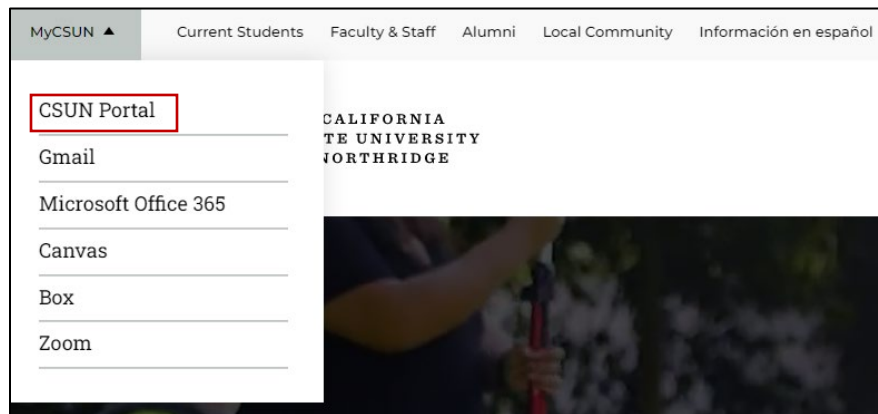 MyCSUN ▲ Current Students Faculty & Staff Alumni Local Community Información en español
CSUN Portal
Gmail
Microsoft Office 365
Canvas
Box
Zoom
CALIFORNIA
TE UNIVERSITY
NORTHRIDGE